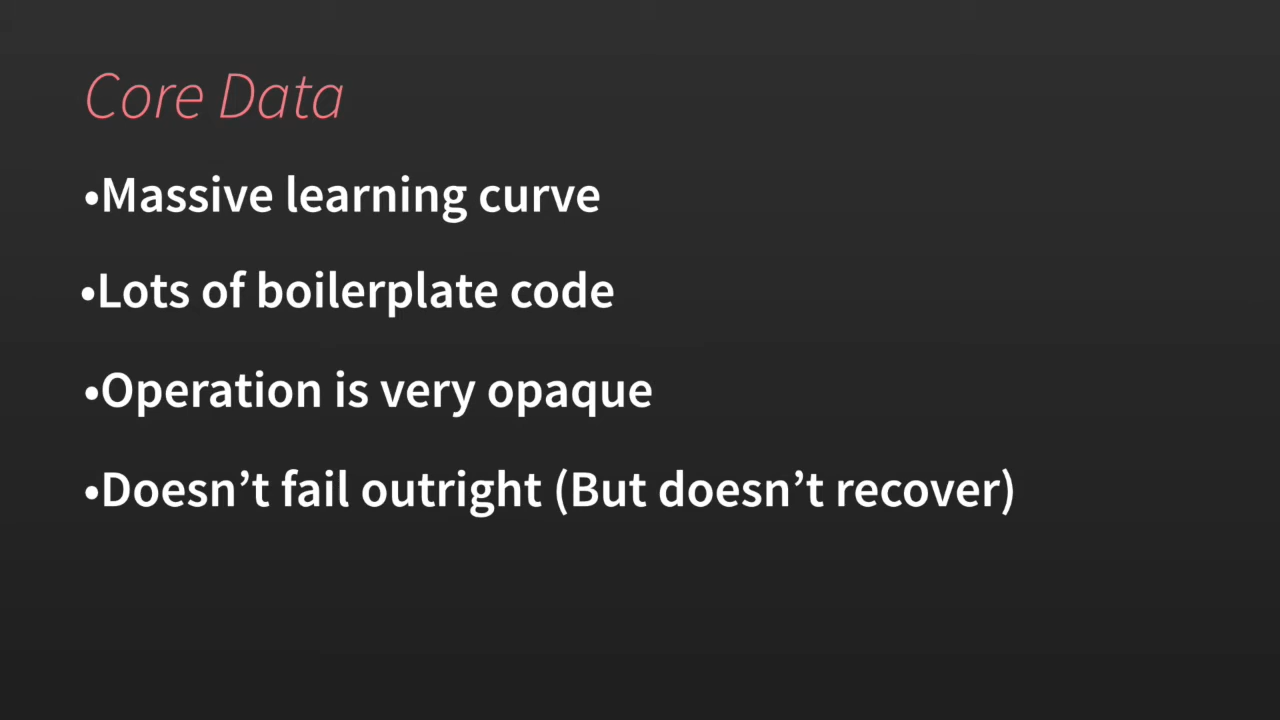 Core Data
•Massive learning curve
•Lots of boilerplate code
•Operation is very opaque
•Doesn’t fail outright (But doesn’t recover)